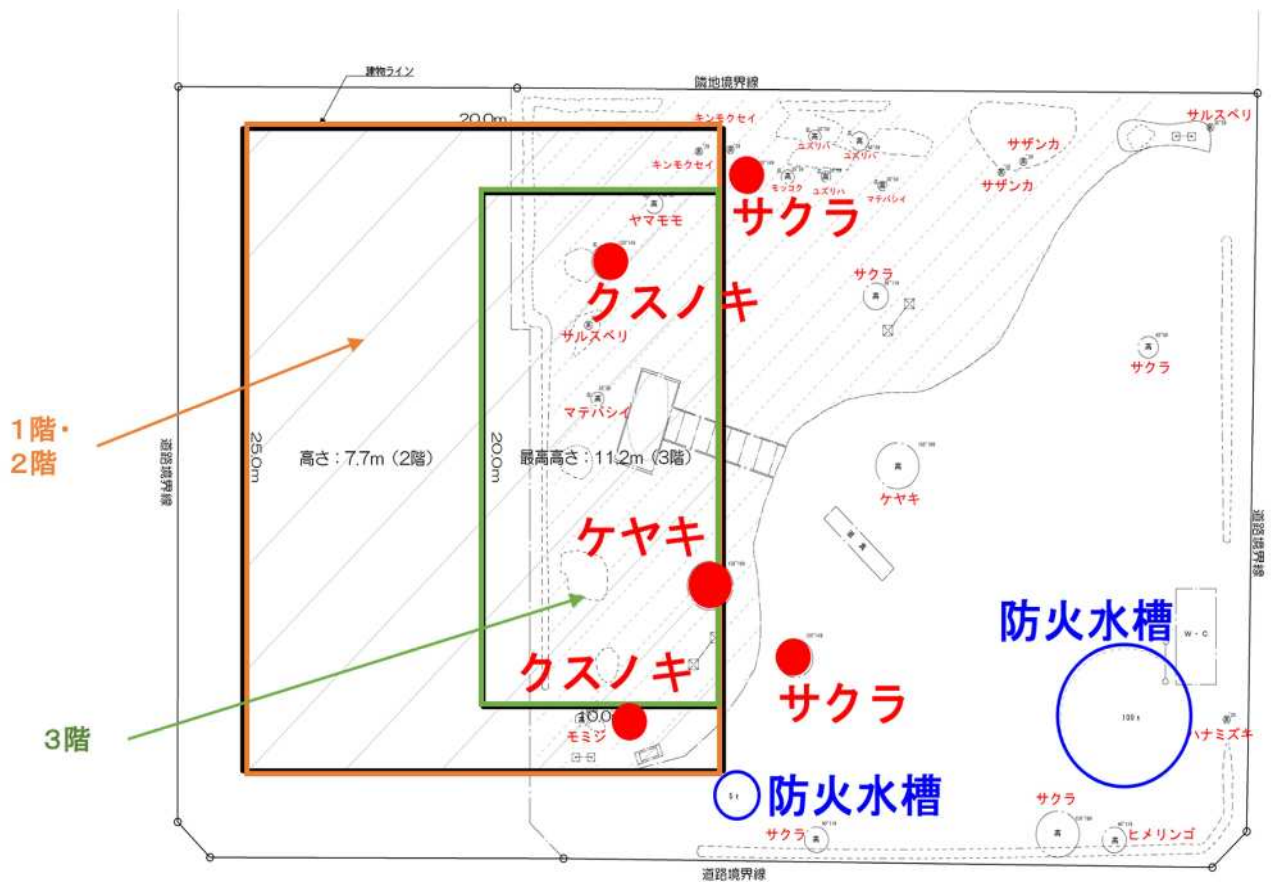 建物ライン
隣地境界線
20.0m
キンモクセイ
サルスベリ
ユズリハ
ユズリハ
サザンカ
キンモクセイ
サザンカ
モッコク
ユズリハ
マテバシイ
ヤマモモ
サクラ
クスノキ
サクラ
サルスベリ
サクラ
マテバシイ
1階・
2階
道路境界線
25.0m
高さ：7.7m（2階）
20.0m
最高高さ：11.2m（3階）
ケヤキ
道路境界線
ケヤキ
遊具
防火水槽
W・C
クスノキ
サクラ
3階
10.0m
モミジ
100t
ハナミズキ
5t
防火水槽
サクラ
サクラ
ヒメリンゴ
道路境界線